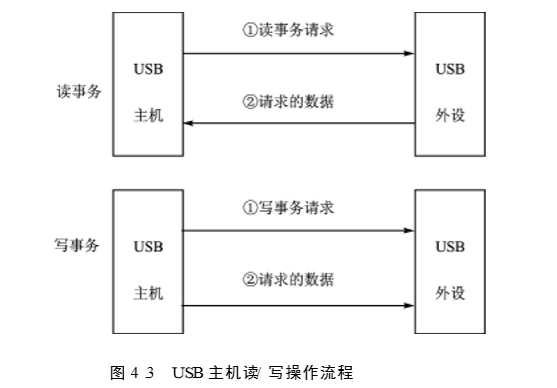 ①读事务请求
读事务
USB
主机
②请求的数据
USB
外设
①写事务请求
写事务
USB
主机
②请求的数据
USB
外设
图 4 .3 USB 主机读/ 写操作流程